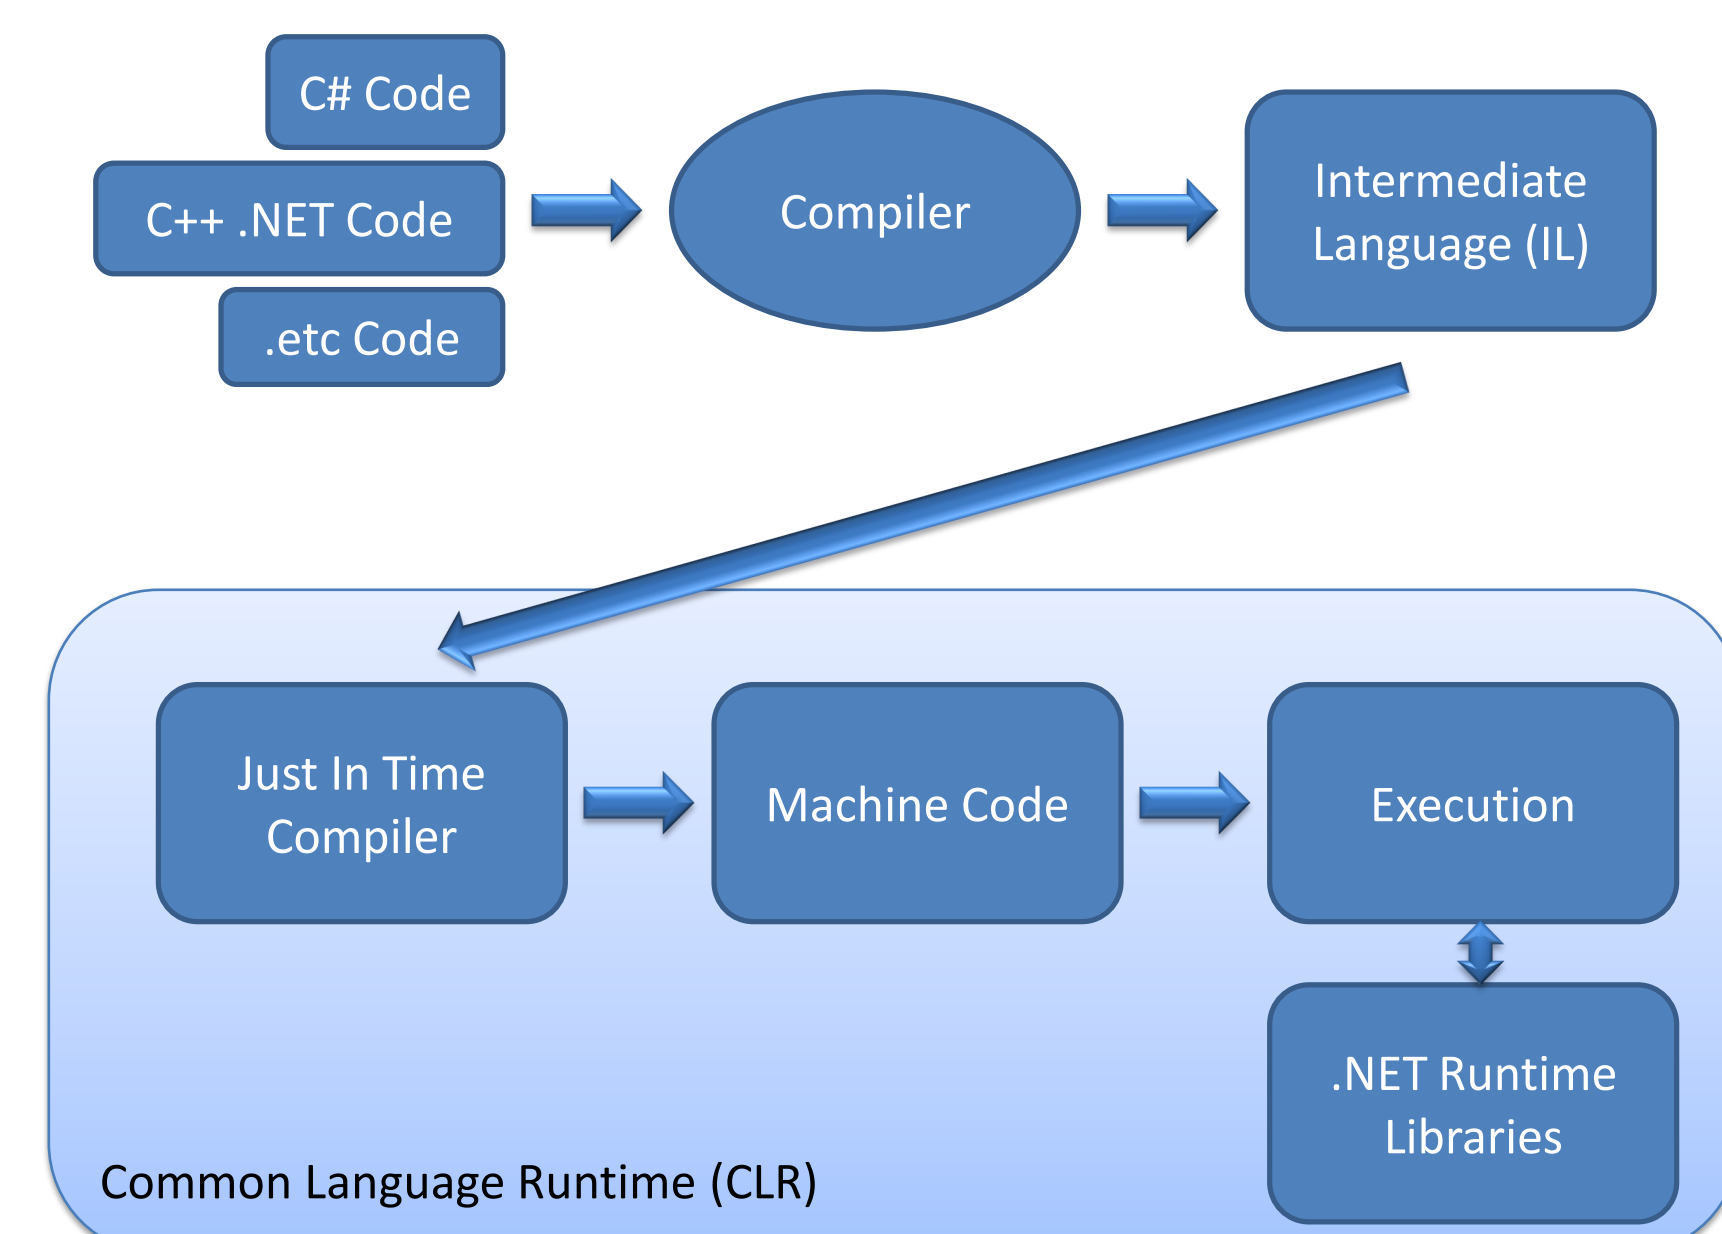 C# Code
C++ .NET Code
.etc Code
Compiler
Intermediate
Language (IL)
Just In Time
Compiler
Machine Code
Execution
.NET Runtime
Libraries
Common Language Runtime (CLR)